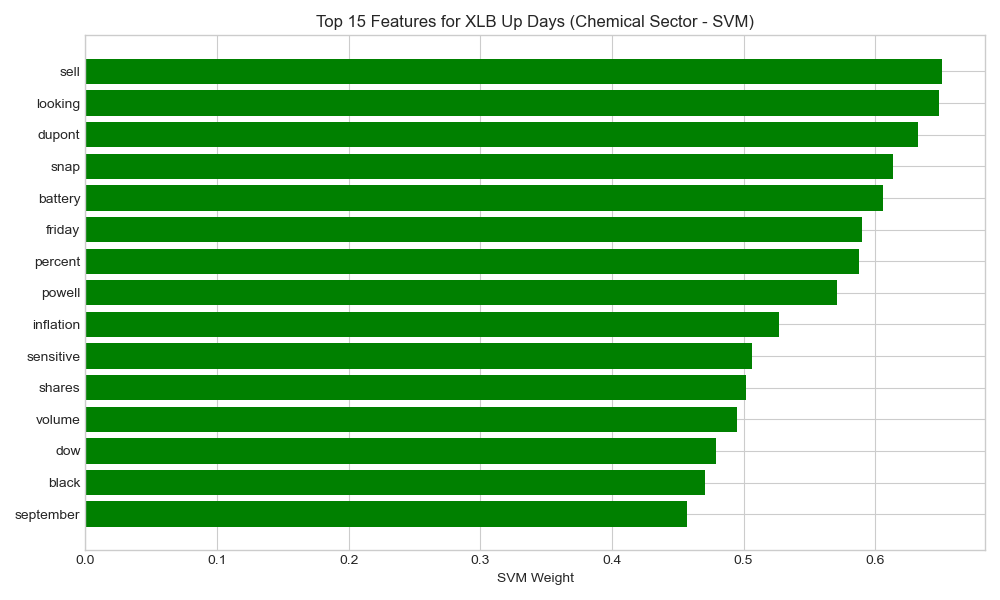 Top 15 Features for XLB Up Days (Chemical Sector - SVM)
sell
looking
dupont
snap
battery
friday
percent
powell
inflation
sensitive
shares
volume
dow
black
september
0.0 0.1 0.2 0.3 0.4 0.5 0.6
SVM Weight